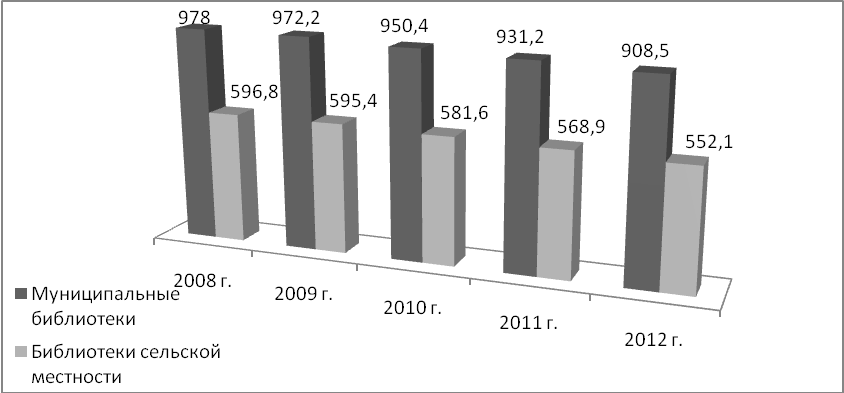 978
972,2
950,4
931,2
908,5
596,8
595,4
581,6
568,9
552,1
2008 г.
2009 г.
2010 г.
2011 г.
2012 г.
Муниципальные
библиотеки
Библиотеки сельской
местности